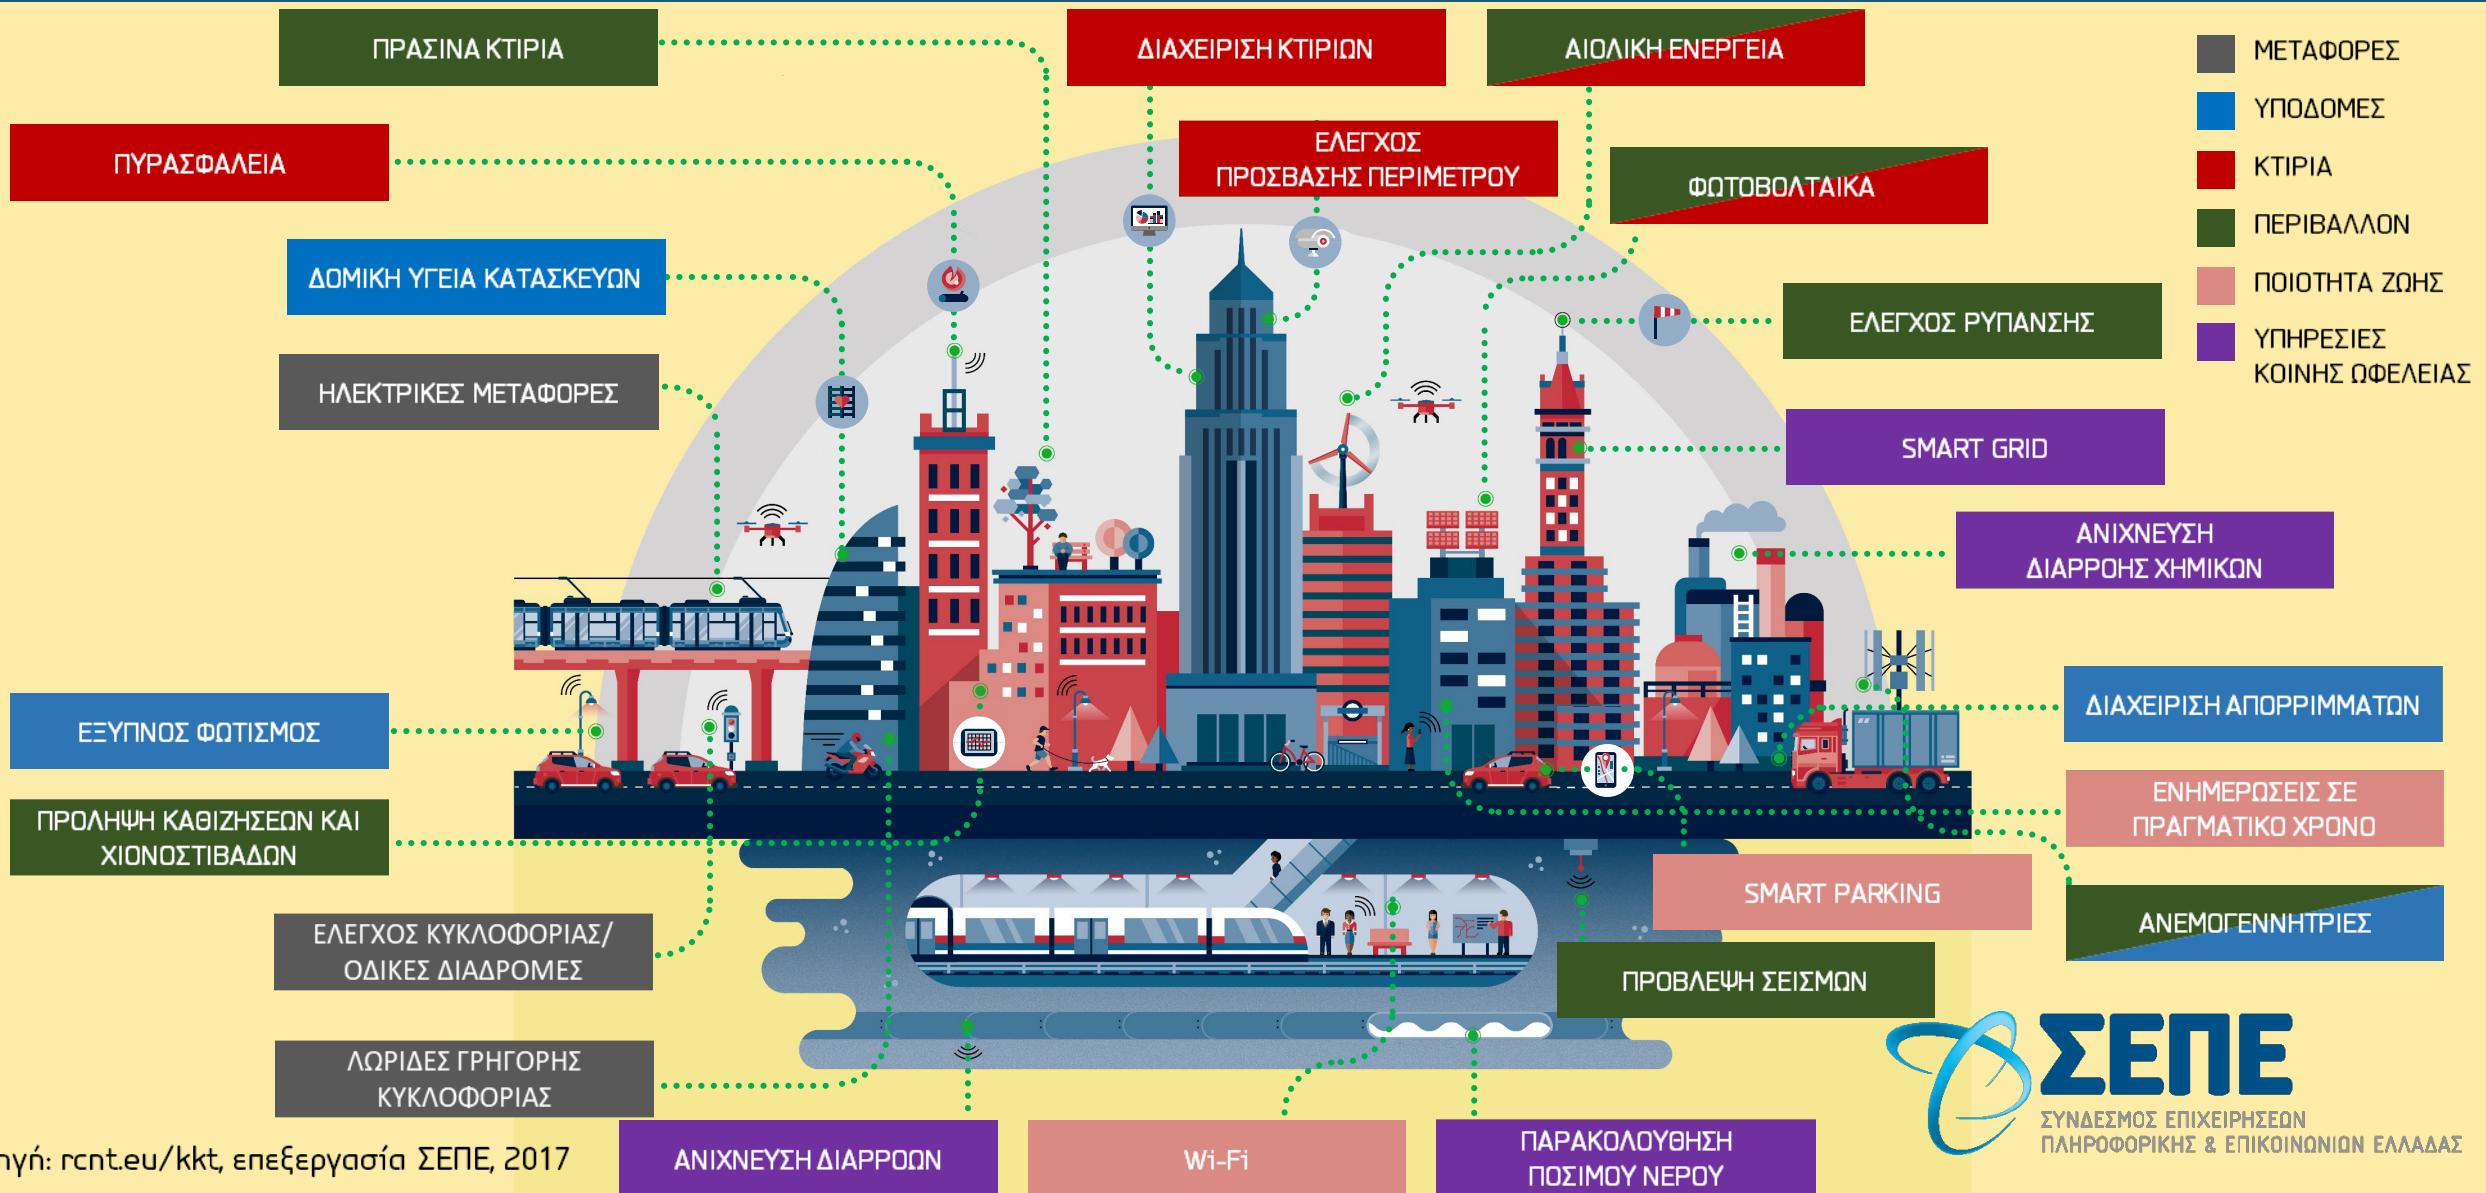 ΠΡΑΣΙΝΑ ΚΤΙΡΙΑ
ΔΙΑΧΕΙΡΙΣΗ ΚΤΙΡΙΩΝ
ΑΙΟΛΙΚΗ ΕΝΕΡΓΕΙΑ
ΜΕΤΑΦΟΡΕΣ
ΥΠΟΔΟΜΕΣ
ΚΤΙΡΙΑ
ΠΕΡΙΒΑΛΛΟΝ
ΠΟΙΟΤΗΤΑ ΖΩΗΣ
ΥΠΗΡΕΣΙΕΣ
ΚΟΙΝΗΣ ΩΦΕΛΕΙΑΣ
ΠΥΡΑΣΦΑΛΕΙΑ
ΕΛΕΓΧΟΣ
ΠΡΟΣΒΑΣΗΣ ΠΕΡΙΜΕΤΡΟΥ
ΦΩΤΟΒΟΛΤΑΙΚΑ
ΔΟΜΙΚΗ ΥΓΕΙΑ ΚΑΤΑΣΚΕΥΩΝ
ΕΛΕΓΧΟΣ ΡΥΠΑΝΣΗΣ
ΗΛΕΚΤΡΙΚΕΣ ΜΕΤΑΦΟΡΕΣ
SMART GRID
ΑΝΙΧΝΕΥΣΗ
ΔΙΑΡΡΟΗΣ ΧΗΜΙΚΩΝ
ΕΞΥΠΝΟΣ ΦΩΤΙΣΜΟΣ
ΔΙΑΧΕΙΡΙΣΗ ΑΠΟΡΡΙΜΜΑΤΩΝ
ΠΡΟΛΗΨΗ ΚΑΘΙΖΗΣΕΩΝ ΚΑΙ
ΧΙΟΝΟΣΤΙΒΑΔΩΝ
ΕΝΗΜΕΡΩΣΕΙΣ ΣΕ
ΠΡΑΓΜΑΤΙΚΟ ΧΡΟΝΟ
SMART PARKING
ΑΝΕΜΟΓΕΝΝΗΤΡΙΕΣ
ΕΛΕΓΧΟΣ ΚΥΚΛΟΦΟΡΙΑΣ/
ΟΔΙΚΕΣ ΔΙΑΔΡΟΜΕΣ
ΠΡΟΒΛΕΨΗ ΣΕΙΣΜΩΝ
ΛΩΡΙΔΕΣ ΓΡΗΓΟΡΗΣ
ΚΥΚΛΟΦΟΡΙΑΣ
ΑΝΙΧΝΕΥΣΗ ΔΙΑΡΡΟΩΝ
Wi-Fi
ΠΑΡΑΚΟΛΟΥΘΗΣΗ
ΠΟΣΙΜΟΥ ΝΕΡΟΥ
ηγή: rcnt.eu/kkt, επεξεργασία ΣΕΠΕ, 2017
ΣΕΠΕ
ΣΥΝΔΕΣΜΟΣ ΕΠΙΧΕΙΡΗΣΕΩΝ
ΠΛΗΡΟΦΟΡΙΚΗΣ & ΕΠΙΚΟΙΝΩΝΙΩΝ ΕΛΛΑΔΑΣ